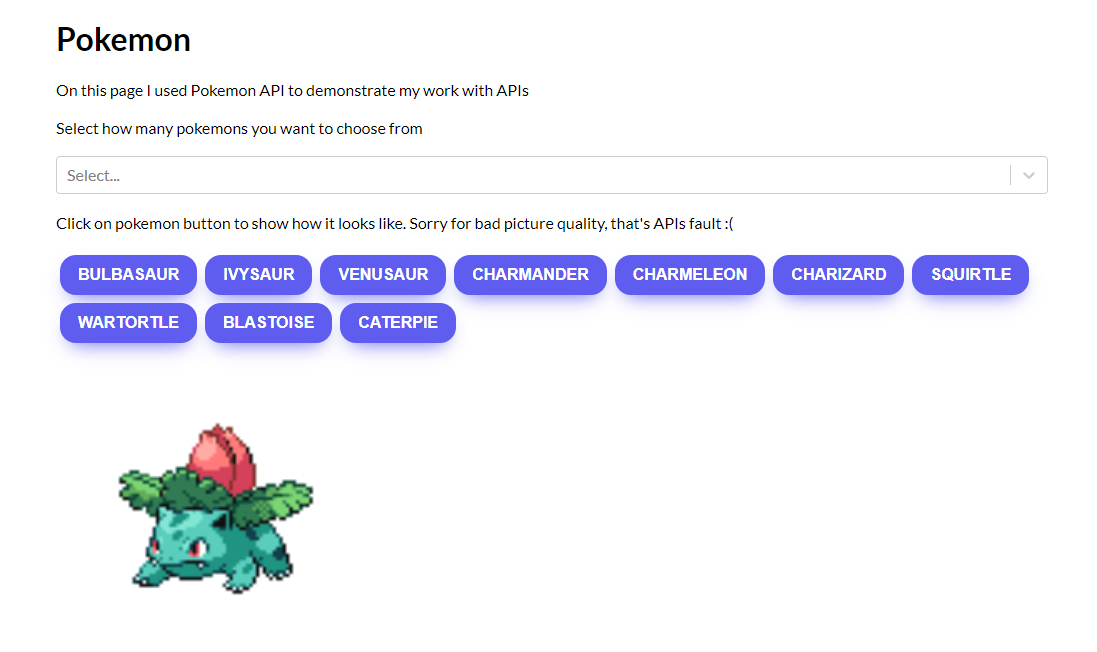 Pokemon
On this page I used Pokemon API to demonstrate my work with APIs
Select how many pokemons you want to choose from
Select...
Click on pokemon button to show how it looks like. Sorry for bad picture quality, that's APIs fault :(
BULBASAUR IVYSAUR VENUSAUR CHARMANDER CHARMELEON CHARIZARD SQUIRTLE
WARTORTLE BLASTOISE CATERPIE